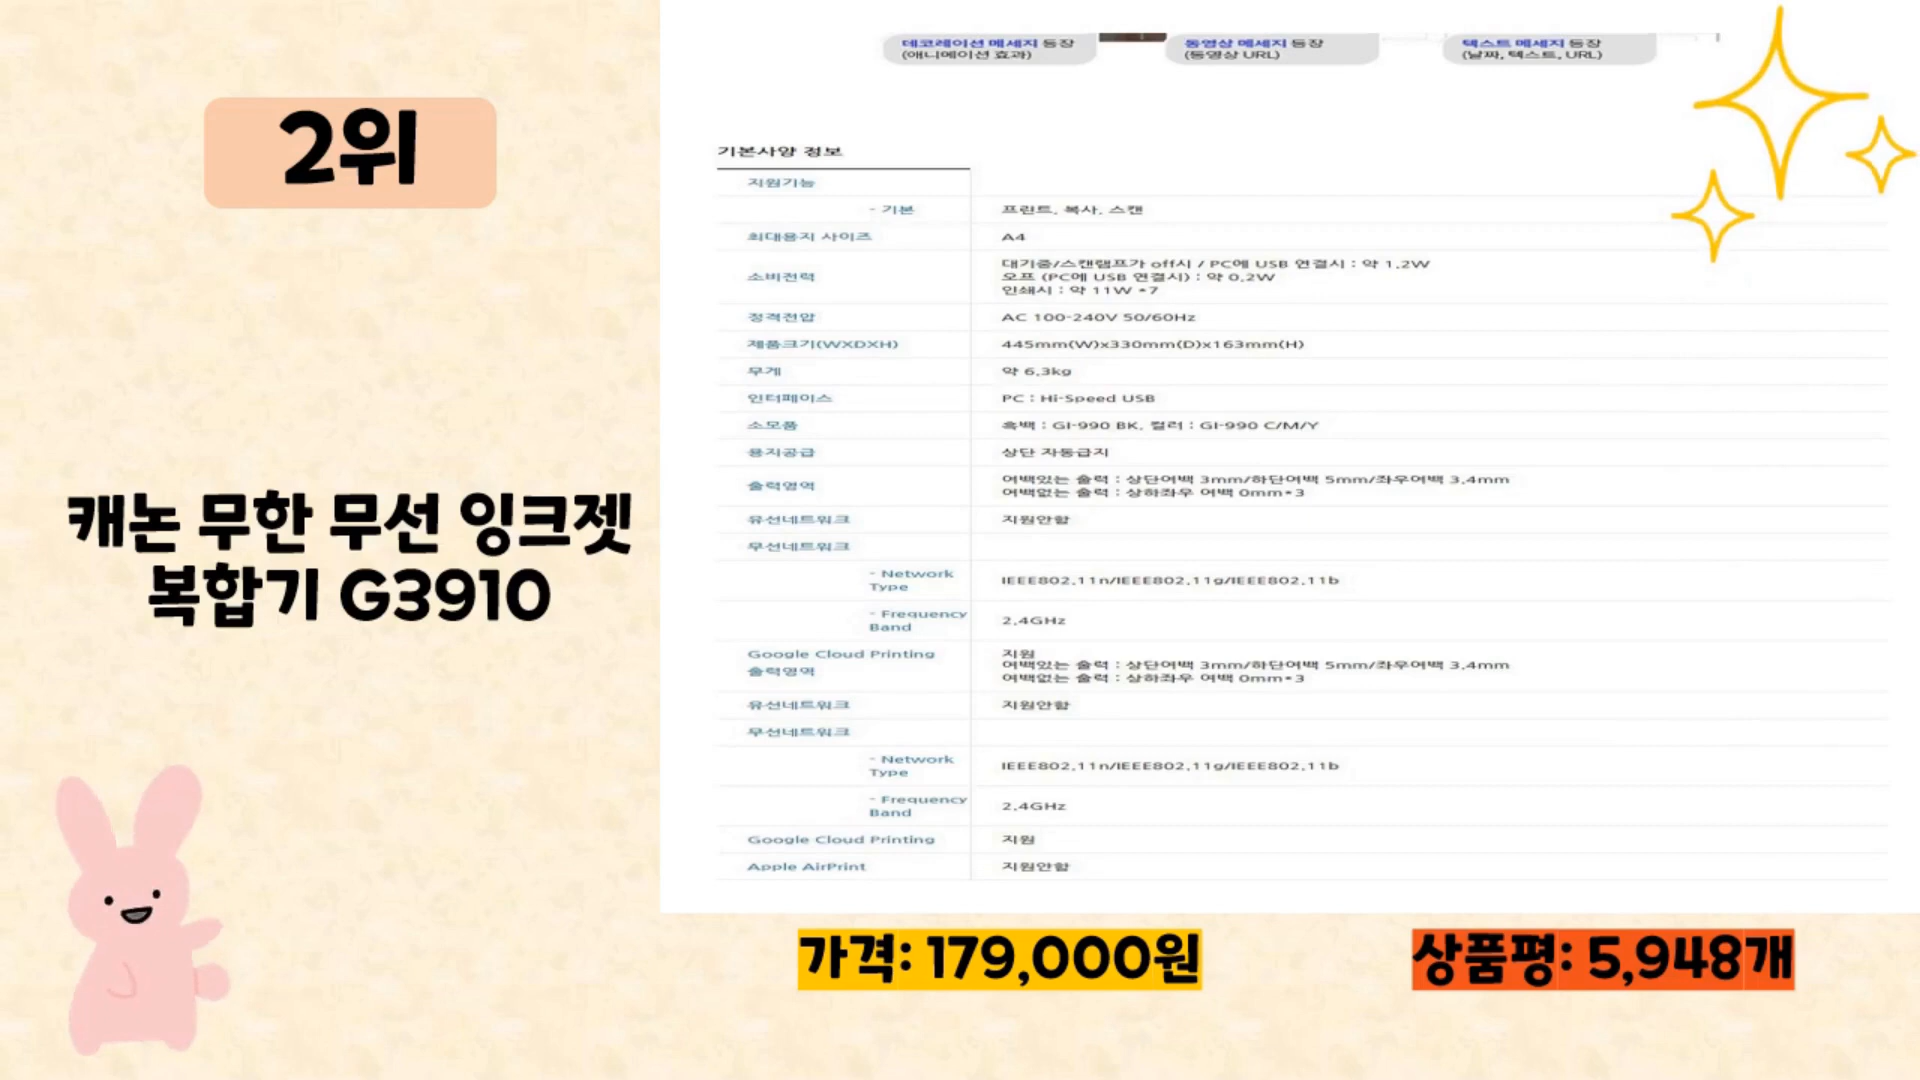 2위
캐논 무한 무선 잉크젯
복합기 G3910
데코레이션 메세지 등장
(애니메이션 효과)
동영상 메세지 등장
(동영상 URL)
텍스트 메세지 등장
(날짜, 텍스트, URL)
기본사양 정보
지원기능
- 기본 프린트, 복사, 스캔
최대용지 사이즈 A4
소비전력
대기중/스캔램프가 off시 / PC에 USB 연결시 : 약 1.2W
오프 (PC에 USB 연결시) : 약 0.2W
인쇄시 : 약 11W *7
정격전압 AC 100-240V 50/60Hz
제품크기(WXDXH) 445mm(W)x330mm(D)x163mm(H)
무게 약 6.3kg
인터페이스 PC : Hi-Speed USB
소모품 흑백 : GI-990 BK, 컬러 : GI-990 C/M/Y
용지공급 상단 자동급지
출력영역
여백있는 출력 : 상단여백 3mm/하단여백 5mm/좌우여백 3.4mm
여백없는 출력 : 상하좌우 여백 0mm*3
유선네트워크 지원안함
무선네트워크
- Network
Type
IEEE802.11n/IEEE802.11g/IEEE802.11b
- Frequency
Band
2.4GHz
Google Cloud Printing 지원
출력영역
여백있는 출력 : 상단여백 3mm/하단여백 5mm/좌우여백 3.4mm
여백없는 출력 : 상하좌우 여백 0mm*3
유선네트워크 지원안함
무선네트워크
- Network
Type
IEEE802.11n/IEEE802.11g/IEEE802.11b
- Frequency
Band
2.4GHz
Google Cloud Printing 지원
Apple AirPrint 지원안함
가격: 179,000원
상품평: 5,948개